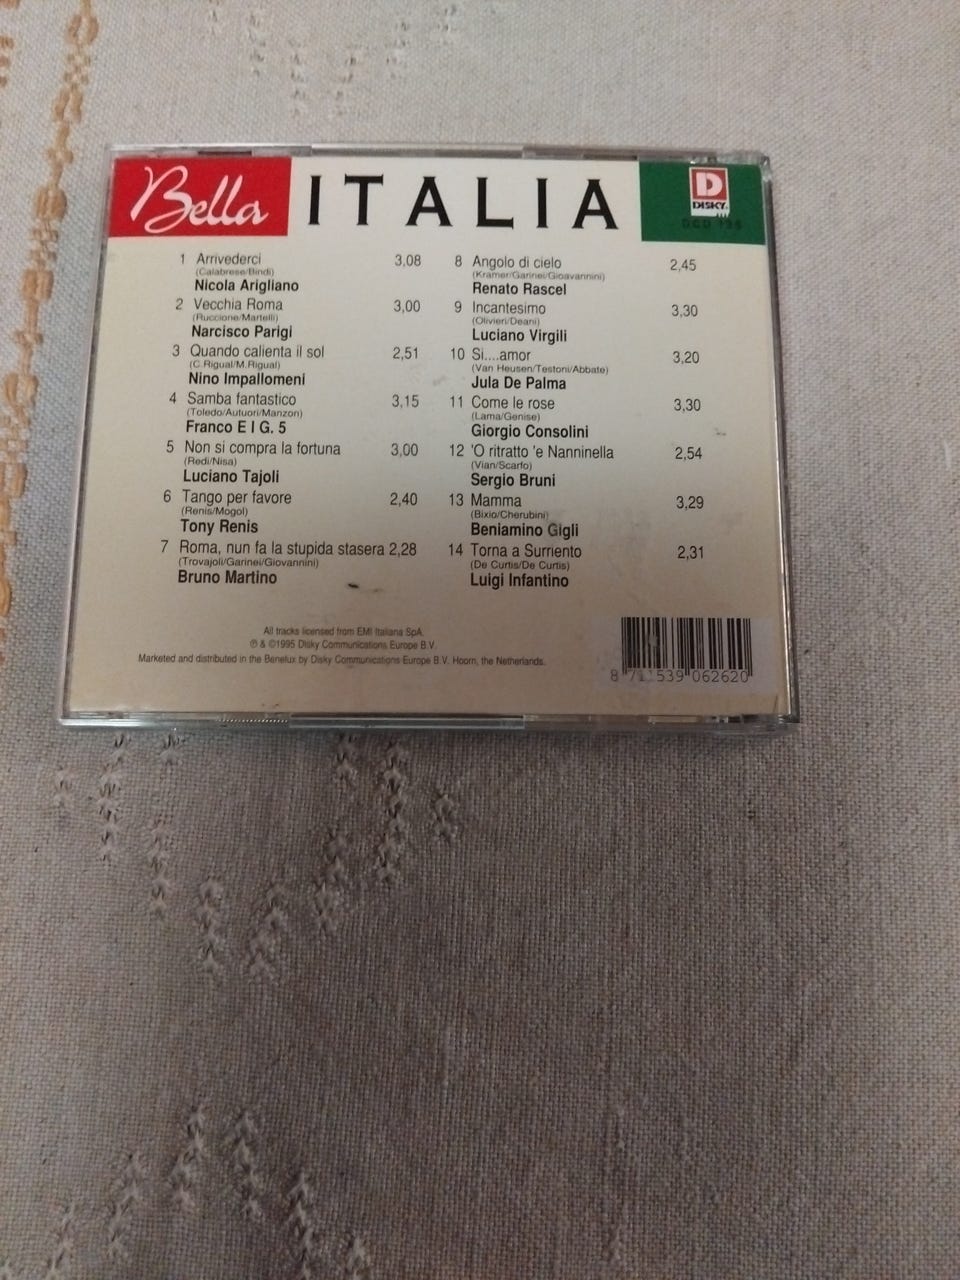 Bella ITALIA
D
DISKY
1 Arrivederci 3,08
(Calabrese/Bindi)
Nicola Arigliano
2 Vecchia Roma 3,00
(Ruccione/Martelli)
Narcisco Parigi
3 Quando calienta il sol 2,51
(C.Rigual/M.Rigual)
Nino Impallomeni
4 Samba fantastico 3,15
(Toledo/Autuori/Manzon)
Franco E I G. 5
5 Non si compra la fortuna 3,00
(Redi/Nisa)
Luciano Tajoli
6 Tango per favore 2,40
(Renis/Mogol)
Tony Renis
7 Roma, nun fa la stupida stasera 2,28
(Trovajoli/Garinei/Giovannini)
Bruno Martino
8 Angolo di cielo 2,45
(Kramer/Garinei/Gioavannini)
Renato Rascel
9 Incantesimo 3,30
(Olivieri/Deani)
Luciano Virgili
10 Si....amor 3,20
(Van Heusen/Testoni/Abbate)
Jula De Palma
11 Come le rose 3,30
(Lama/Genise)
Giorgio Consolini
12 'O ritratto 'e Nanninella 2,54
(Vian/Scarfo)
Sergio Bruni
13 Mamma 3,29
(Bixio/Cherubini)
Beniamino Gigli
14 Torna a Surriento 2,31
(De Curtis/De Curtis)
Luigi Infantino
All tracks licensed from EMI Italiana SpA.
℗ & ©1995 Disky Communications Europe B.V.
Marketed and distributed in the Benelux by Disky Communications Europe B.V. Hoorn, the Netherlands.
8 711539 062620